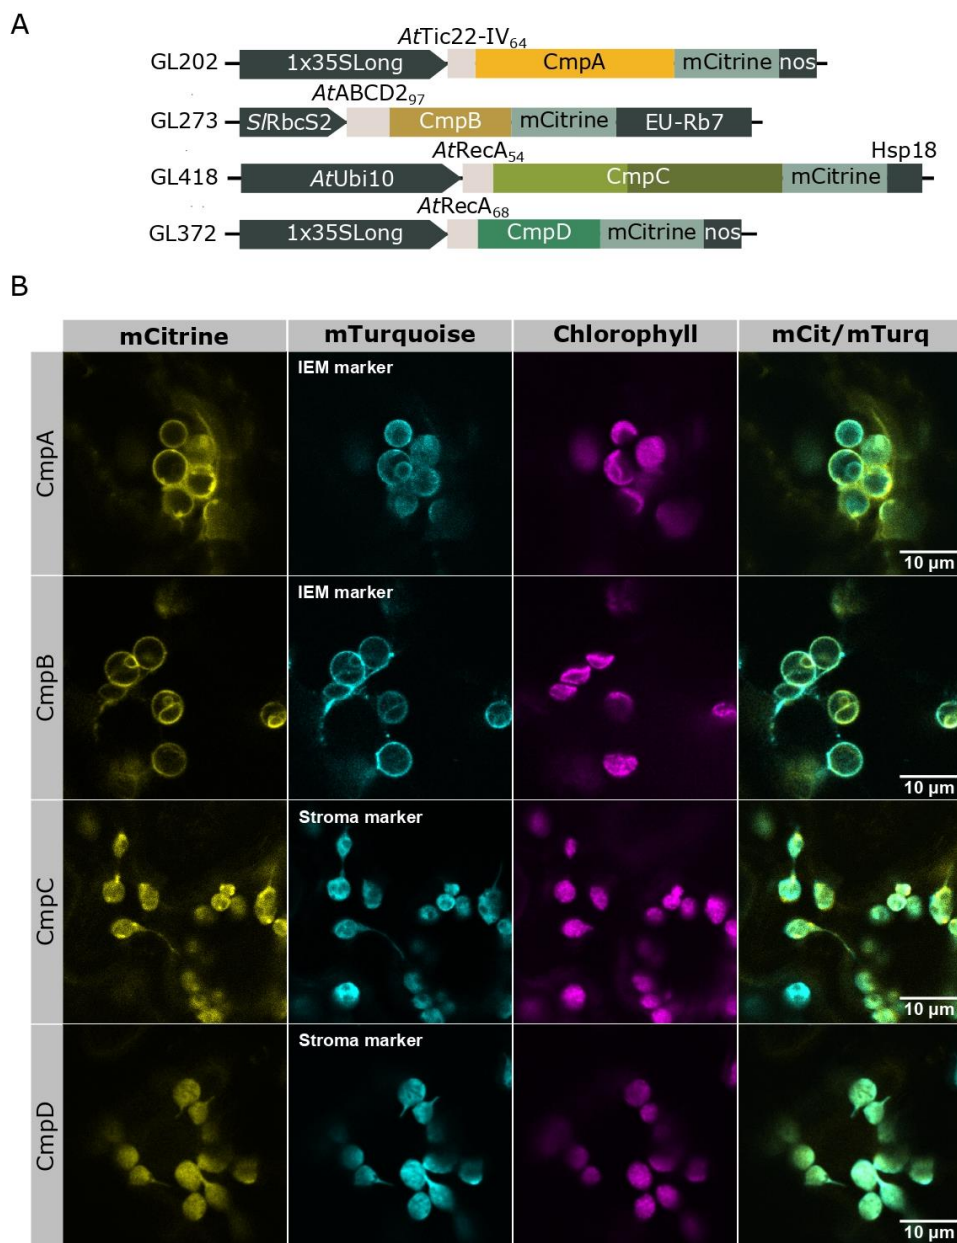 A
AtTic22-IV64
GL202 1x35SLong CmpA mCitrine nos
AtABCD297
GL273 SlRbcS2 CmpB mCitrine EU-Rb7
AtRecA54 Hsp18
GL418 AtUbi10 CmpC mCitrine
AtRecA68
GL372 1x35SLong CmpD mCitrine nos
B
mCitrine mTurquoise Chlorophyll mCit/mTurq
CmpA
IEM marker
10 µm
CmpB
IEM marker
10 µm
CmpC
Stroma marker
10 µm
CmpD
Stroma marker
10 µm